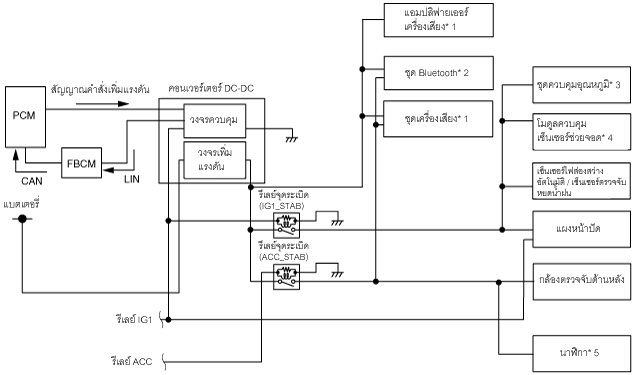 แอมปลิฟายเออร์
เครื่องเสียง* 1
สัญญาณคำสั่งเพิ่มแรงดัน
คอนเวอร์เตอร์ DC-DC
ชุด Bluetooth* 2
ชุดควบคุมอุณหภูมิ* 3
PCM
วงจรควบคุม
ชุดเครื่องเสียง* 1
โมดูลควบคุม
เซ็นเซอร์ช่วยจอด* 4
FBCM
วงจรเพิ่ม
แรงดัน
CAN
LIN
เซ็นเซอร์ไฟส่องสว่าง
อัตโนมัติ / เซ็นเซอร์ตรวจจับ
หยดน้ำฝน
แบตเตอรี่
รีเลย์จุดระเบิด
(IG1_STAB)
แผงหน้าปัด
รีเลย์จุดระเบิด
(ACC_STAB)
กล้องตรวจจับด้านหลัง
รีเลย์ IG1
นาฬิกา* 5
รีเลย์ ACC